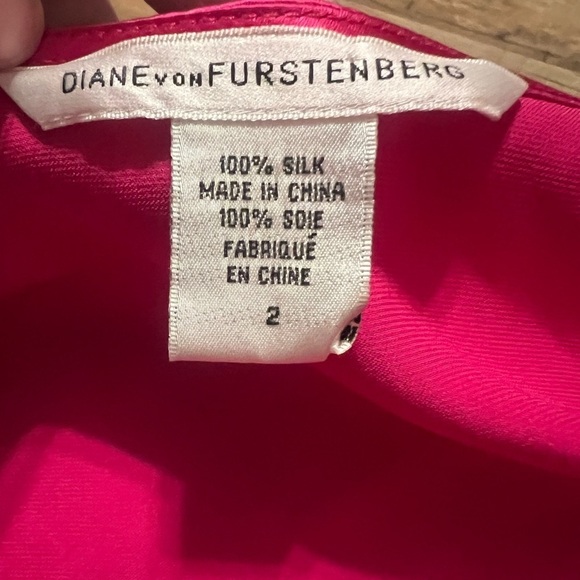 DIANE VON FURSTENBERG
100% SILK
MADE IN CHINA
100% SOIE
FABRIQUÉ
EN CHINE
2